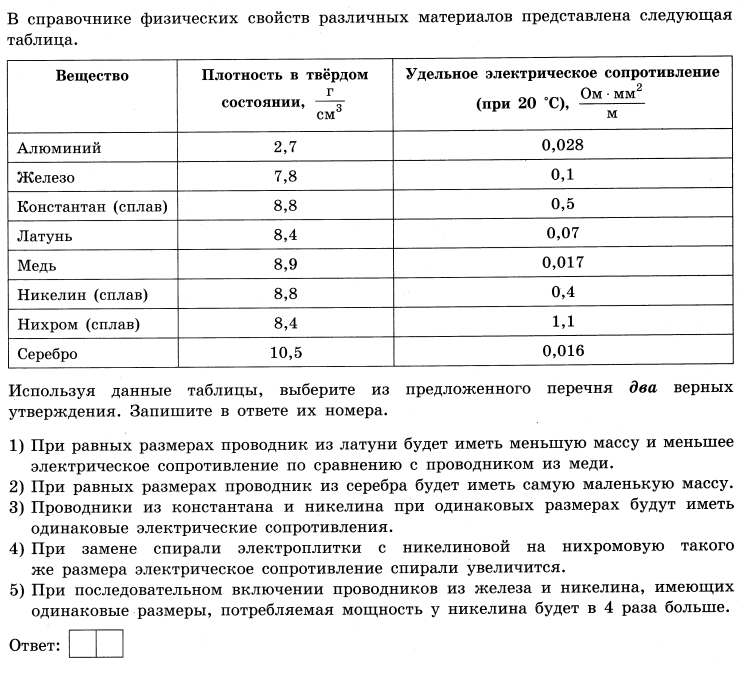 В справочнике физических свойств различных материалов представлена следующая
таблица.
Вещество | Плотность в твёрдом состоянии, г/см³ | Удельное электрическое сопротивление (при 20 °С), Ом · мм²/м
Алюминий | 2,7 | 0,028
Железо | 7,8 | 0,1
Константан (сплав) | 8,8 | 0,5
Латунь | 8,4 | 0,07
Медь | 8,9 | 0,017
Никелин (сплав) | 8,8 | 0,4
Нихром (сплав) | 8,4 | 1,1
Серебро | 10,5 | 0,016
Используя данные таблицы, выберите из предложенного перечня два верных
утверждения. Запишите в ответе их номера.
1) При равных размерах проводник из латуни будет иметь меньшую массу и меньшее
электрическое сопротивление по сравнению с проводником из меди.
2) При равных размерах проводник из серебра будет иметь самую маленькую массу.
3) Проводники из константана и никелина при одинаковых размерах будут иметь
одинаковые электрические сопротивления.
4) При замене спирали электроплитки с никелиновой на нихромовую такого
же размера электрическое сопротивление спирали увеличится.
5) При последовательном включении проводников из железа и никелина, имеющих
одинаковые размеры, потребляемая мощность у никелина будет в 4 раза больше.
Ответ: